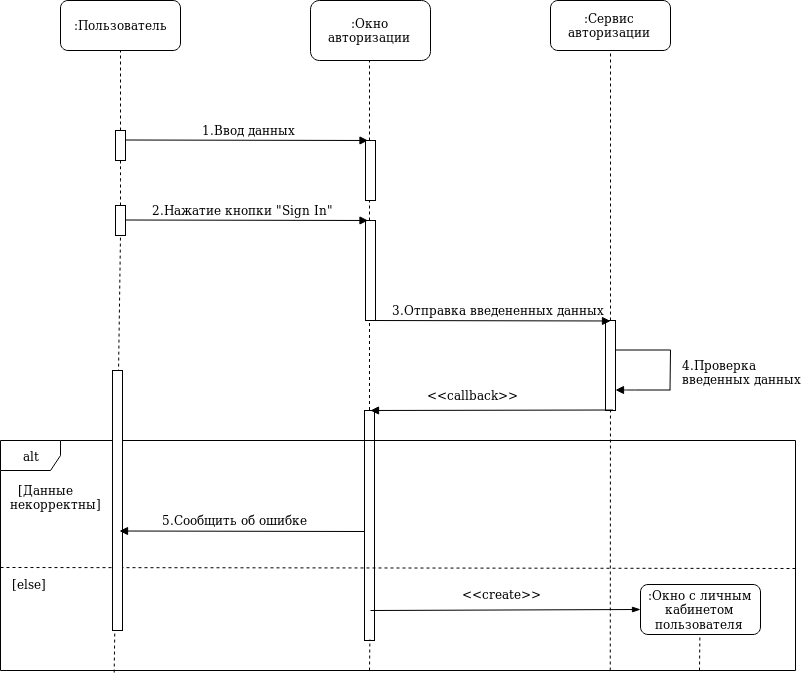 :Пользователь
:Окно
авторизации
:Сервис
авторизации
1.Ввод данных
2.Нажатие кнопки "Sign In"
3.Отправка введененных данных
4.Проверка
введенных данных
<<callback>>
alt
[Данные
некорректны]
5.Сообщить об ошибке
[else]
<<create>>
:Окно с личным
кабинетом
пользователя